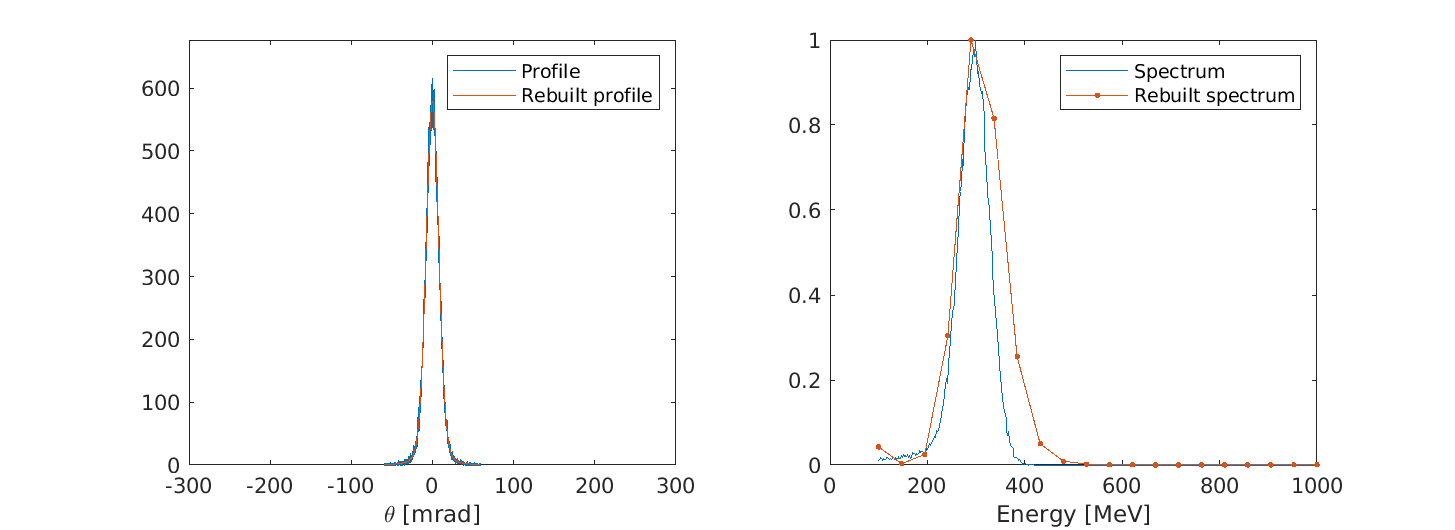 600
500
400
300
200
100
0
-300 -200 -100 0 100 200 300
θ [mrad]
Profile
Rebuilt profile
1
0.8
0.6
0.4
0.2
0
0 200 400 600 800 1000
Energy [MeV]
Spectrum
Rebuilt spectrum